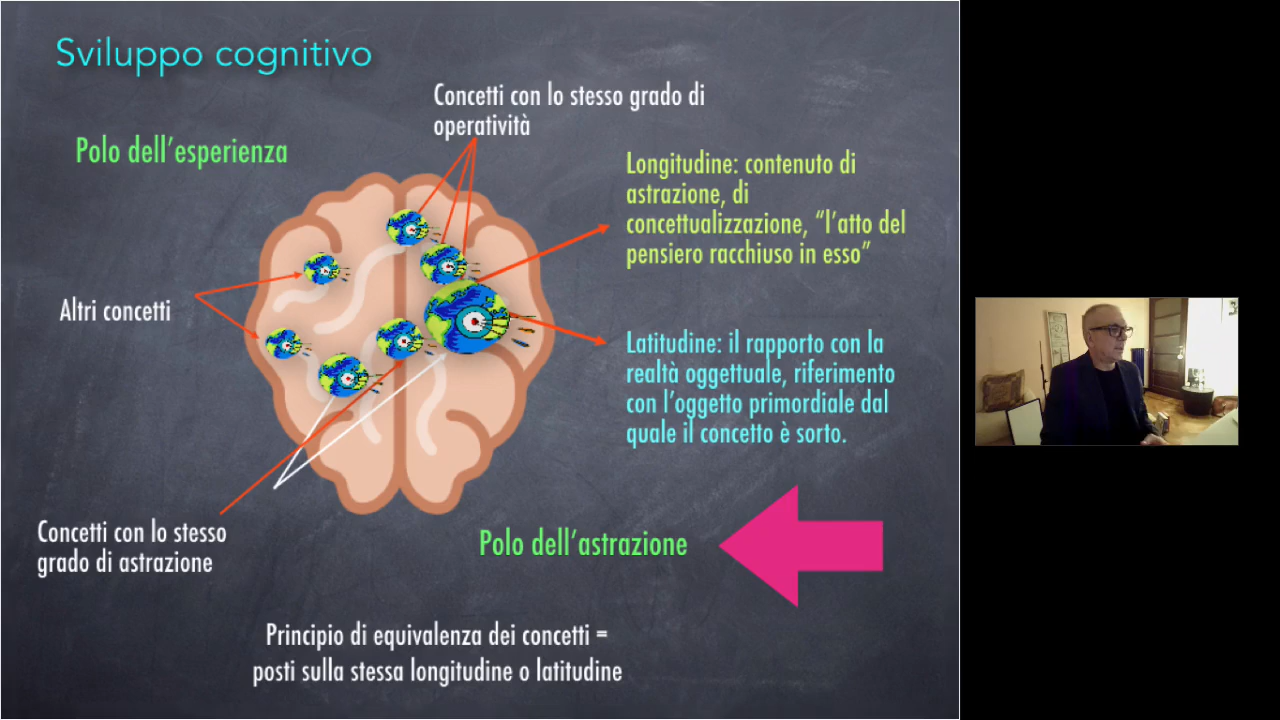 Sviluppo cognitivo
Concetti con lo stesso grado di
operatività
Polo dell'esperienza
Longitudine: contenuto di
astrazione, di
concettualizzazione, “l'atto del
pensiero racchiuso in esso”
Altri concetti
Latitudine: il rapporto con la
realtà oggettuale, riferimento
con l'oggetto primordiale dal
quale il concetto è sorto.
Concetti con lo stesso
grado di astrazione
Polo dell'astrazione
Principio di equivalenza dei concetti =
posti sulla stessa longitudine o latitudine